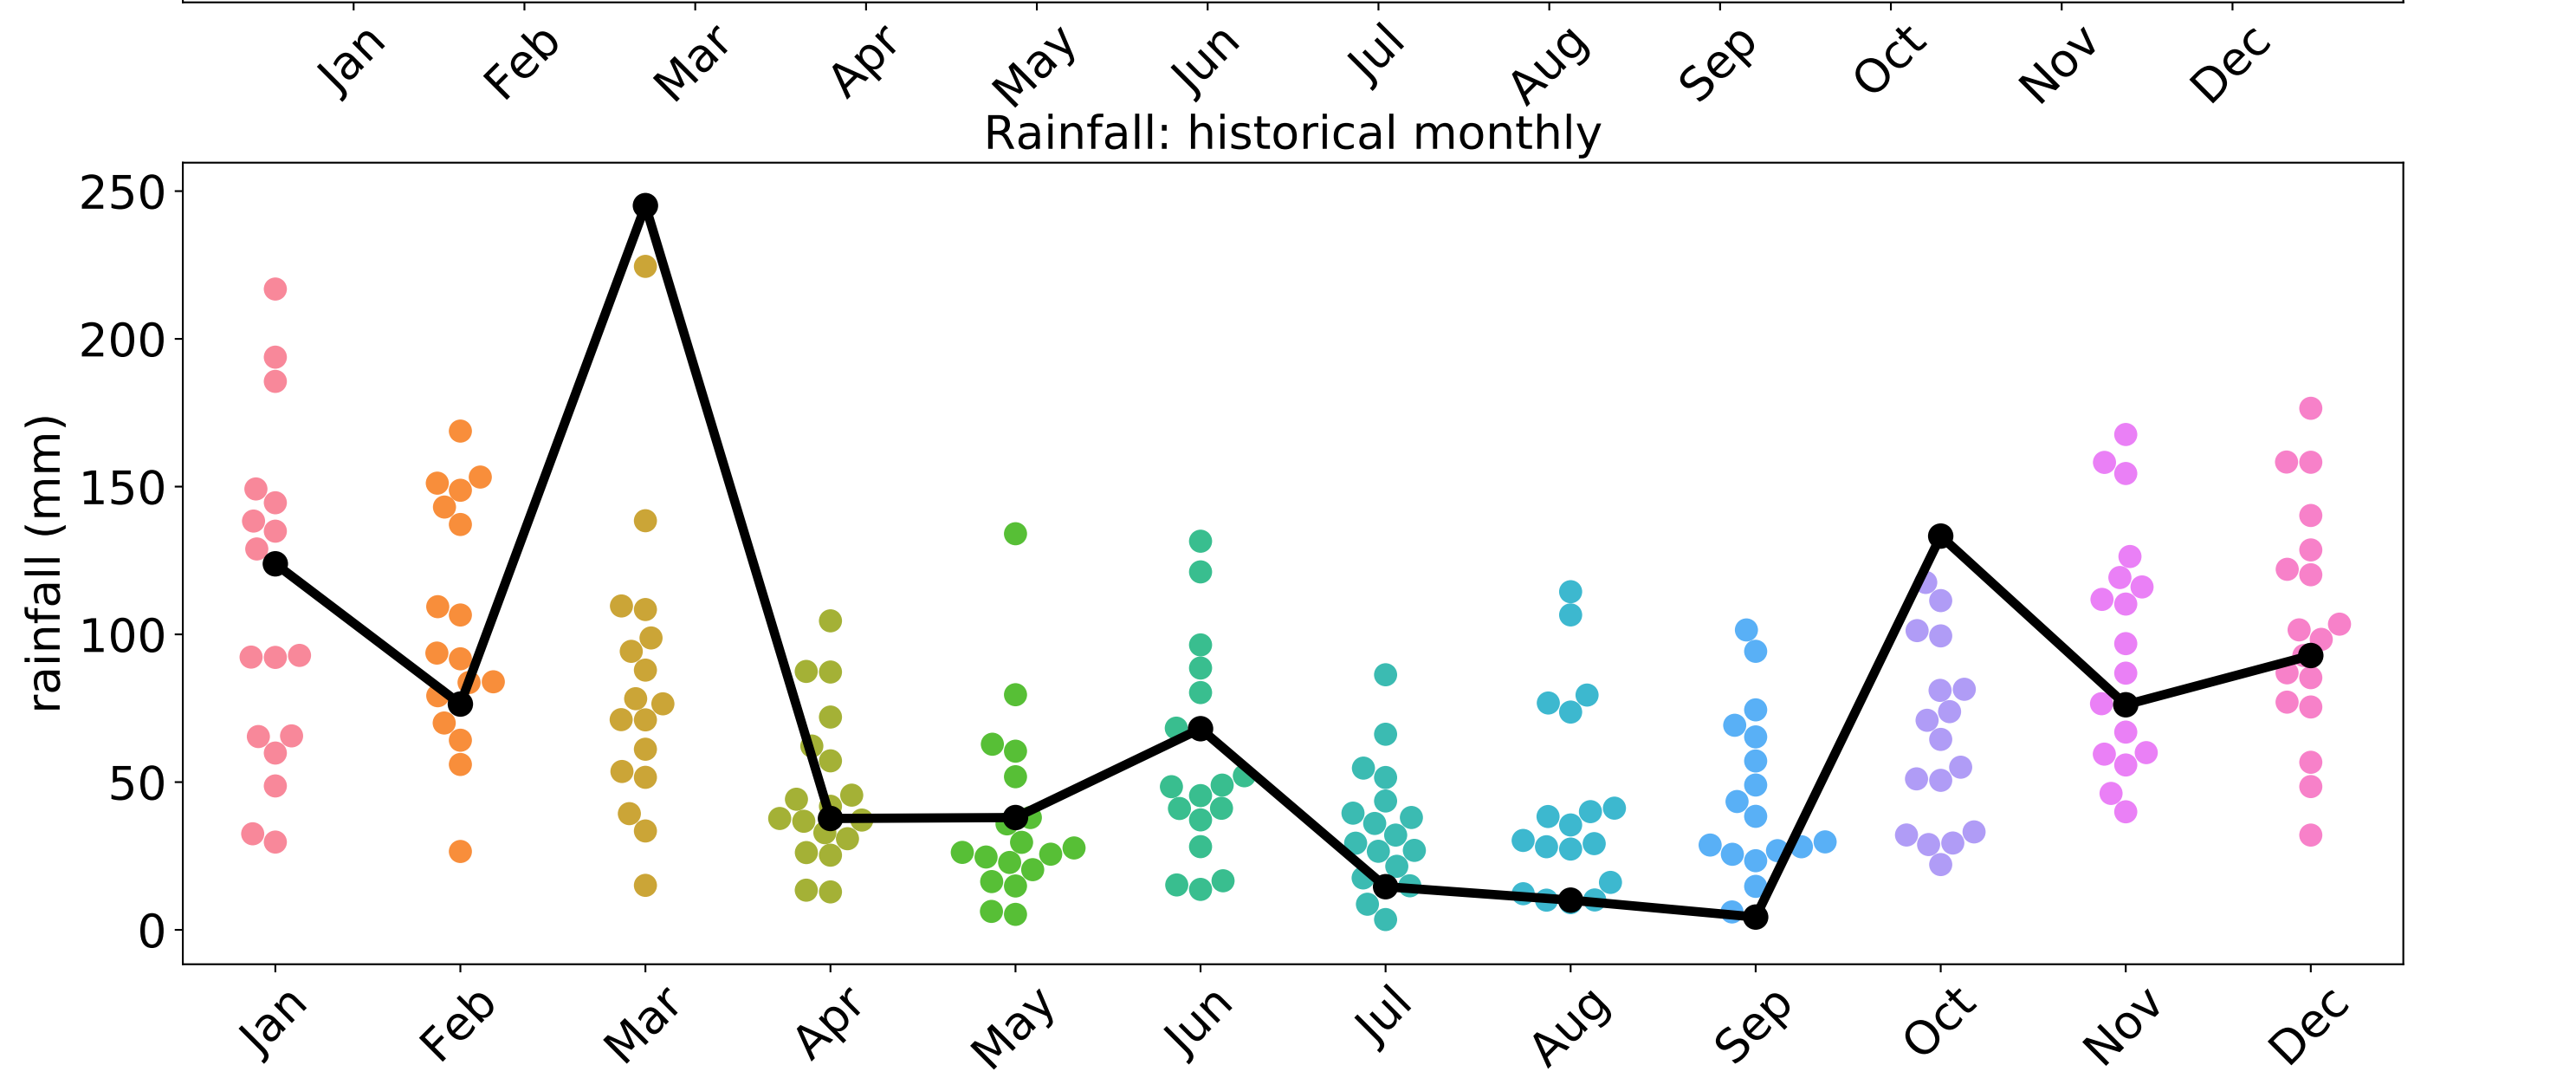 Jan Feb Mar Apr May Jun Jul Aug Sep Oct Nov Dec
Rainfall: historical monthly
rainfall (mm)
250
200
150
100
50
0
Jan Feb Mar Apr May Jun Jul Aug Sep Oct Nov Dec